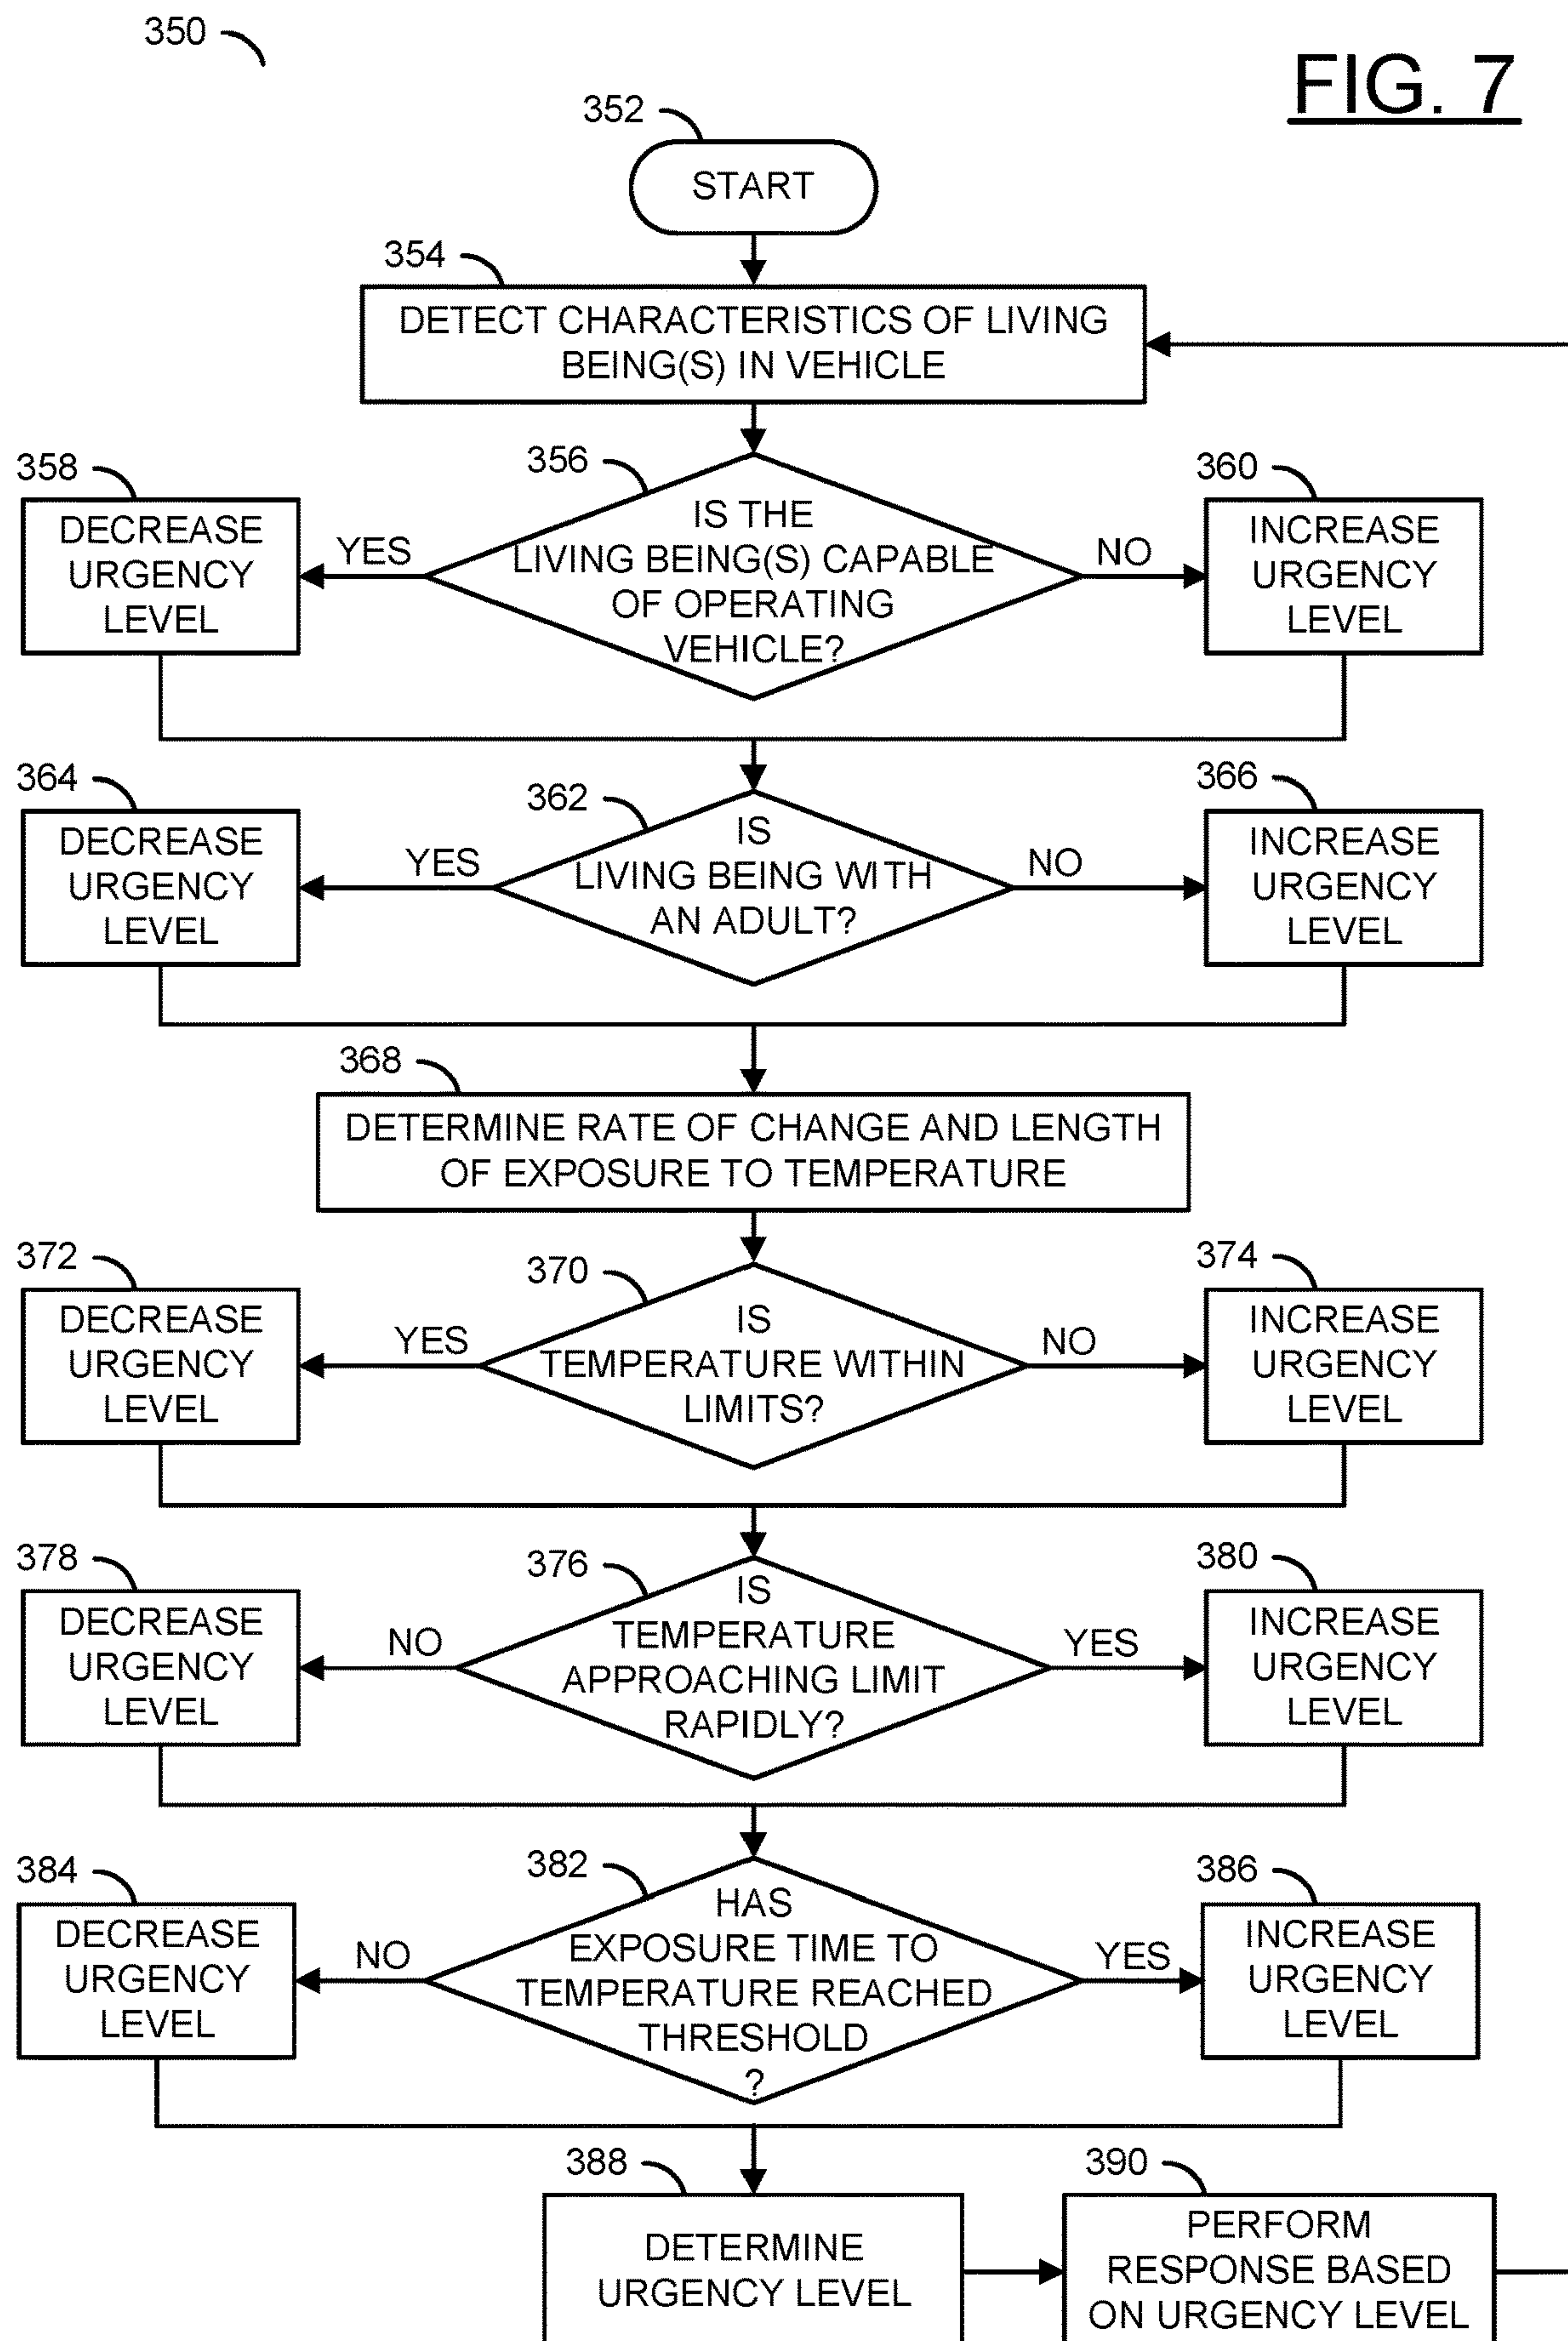 350
FIG. 7
352
START
354
DETECT CHARACTERISTICS OF LIVING
BEING(S) IN VEHICLE
358
DECREASE
URGENCY
LEVEL
YES
356
IS THE
LIVING BEING(S) CAPABLE
OF OPERATING
VEHICLE?
NO
360
INCREASE
URGENCY
LEVEL
364
DECREASE
URGENCY
LEVEL
YES
362
IS
LIVING BEING WITH
AN ADULT?
NO
366
INCREASE
URGENCY
LEVEL
368
DETERMINE RATE OF CHANGE AND LENGTH
OF EXPOSURE TO TEMPERATURE
372
DECREASE
URGENCY
LEVEL
YES
370
IS
TEMPERATURE WITHIN
LIMITS?
NO
374
INCREASE
URGENCY
LEVEL
378
DECREASE
URGENCY
LEVEL
NO
376
IS
TEMPERATURE
APPROACHING LIMIT
RAPIDLY?
YES
380
INCREASE
URGENCY
LEVEL
384
DECREASE
URGENCY
LEVEL
NO
382
HAS
EXPOSURE TIME TO
TEMPERATURE REACHED
THRESHOLD
?
YES
386
INCREASE
URGENCY
LEVEL
388
DETERMINE
URGENCY LEVEL
390
PERFORM
RESPONSE BASED
ON URGENCY LEVEL